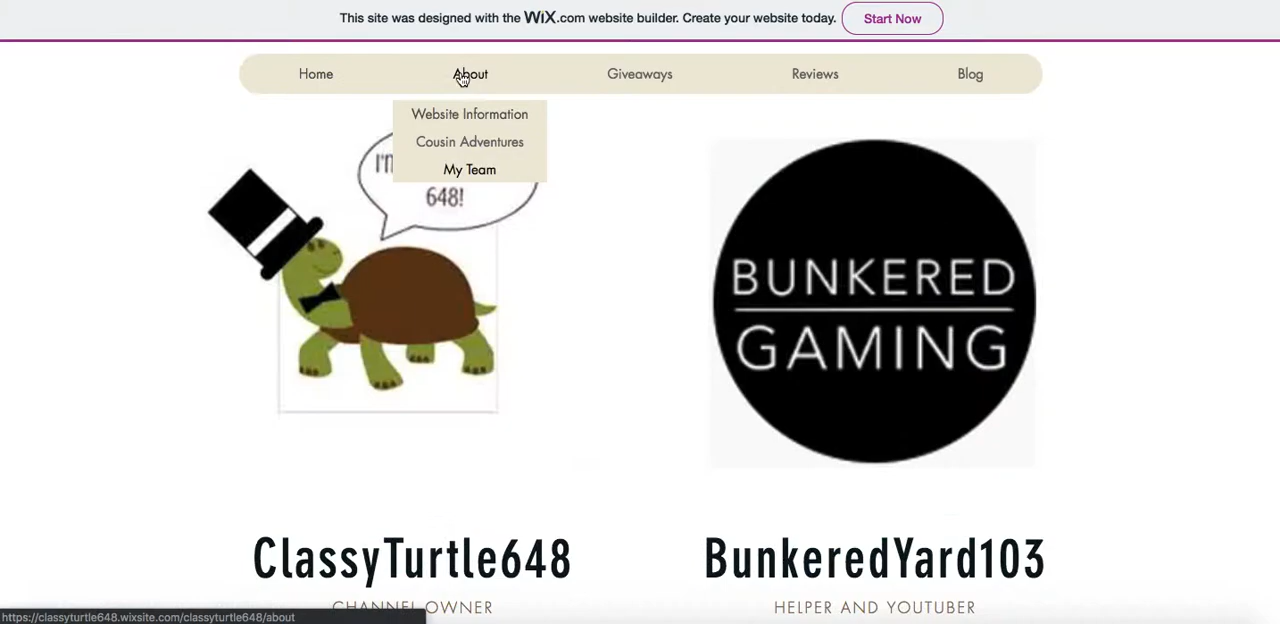 This site was designed with the WiX.com website builder. Create your website today. Start Now
Home About Giveaways Reviews Blog
Website Information
Cousin Adventures
My Team
I'm
648!
BUNKERED
GAMING
ClassyTurtle648 BunkeredYard103
CHANNEL OWNER HELPER AND YOUTUBER
https://classyturtle648.wixsite.com/classyturtle648/about